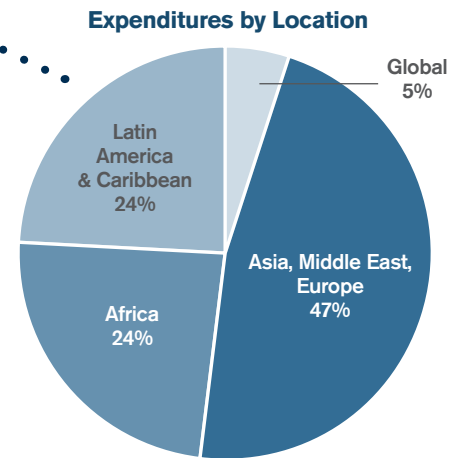 Expenditures by Location
Global
5%
Latin
America
& Caribbean
24%
Asia, Middle East,
Europe
47%
Africa
24%